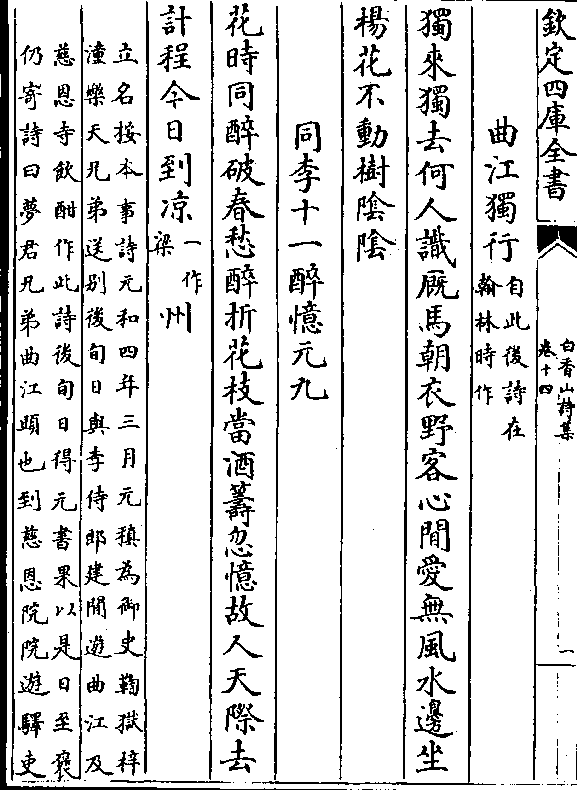 欽定四庫全書
白香山詩集
卷十四
一
曲江獨行自此後詩在翰林時作
獨來獨去何人識厩馬朝衣野客心閒愛無風水邊坐
楊花不動樹陰陰
同李十一醉憶元九
花時同醉破春愁醉折花枝當酒籌忽憶故人天際去
計程今日到凉一作梁州
立名按本事詩元和四年三月元稹為御史鞫獄梓
潼樂天兄弟送别後旬日與李侍郎建閒遊曲江及
慈恩寺飲酣作此詩後旬日得元書果以是日至褒
仍寄詩曰夢君兄弟曲江頭也到慈恩院院遊驛吏